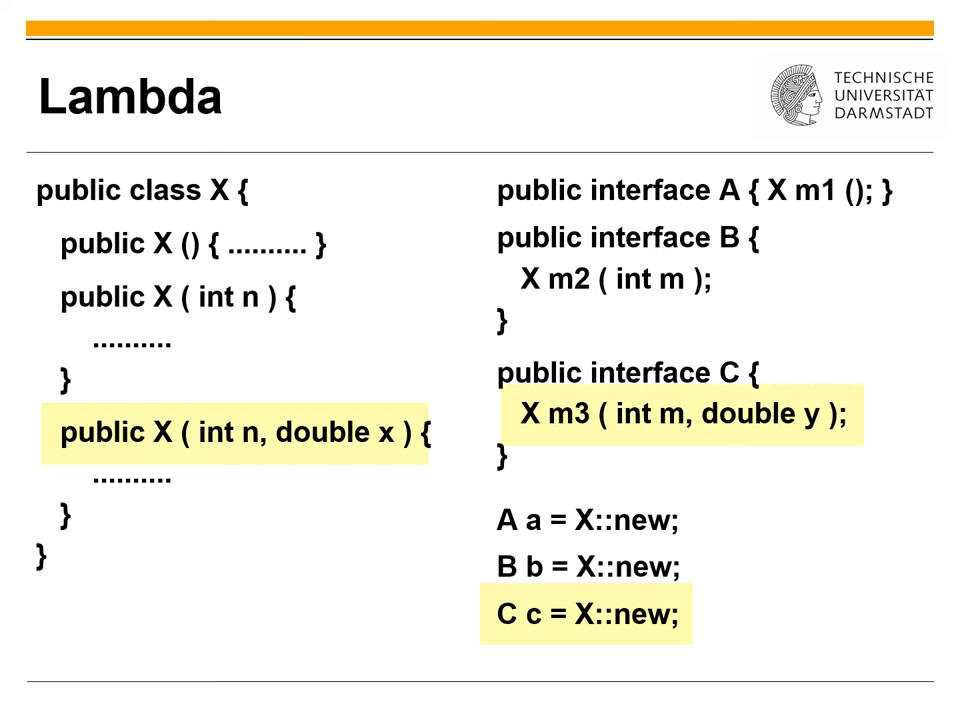 Lambda
TECHNISCHE
UNIVERSITÄT
DARMSTADT
public class X {
public X () { .......... }
public X ( int n ) {
..........
}
public X ( int n, double x ) {
..........
}
}
public interface A { X m1 (); }
public interface B {
X m2 ( int m );
}
public interface C {
X m3 ( int m, double y );
}
A a = X::new;
B b = X::new;
C c = X::new;